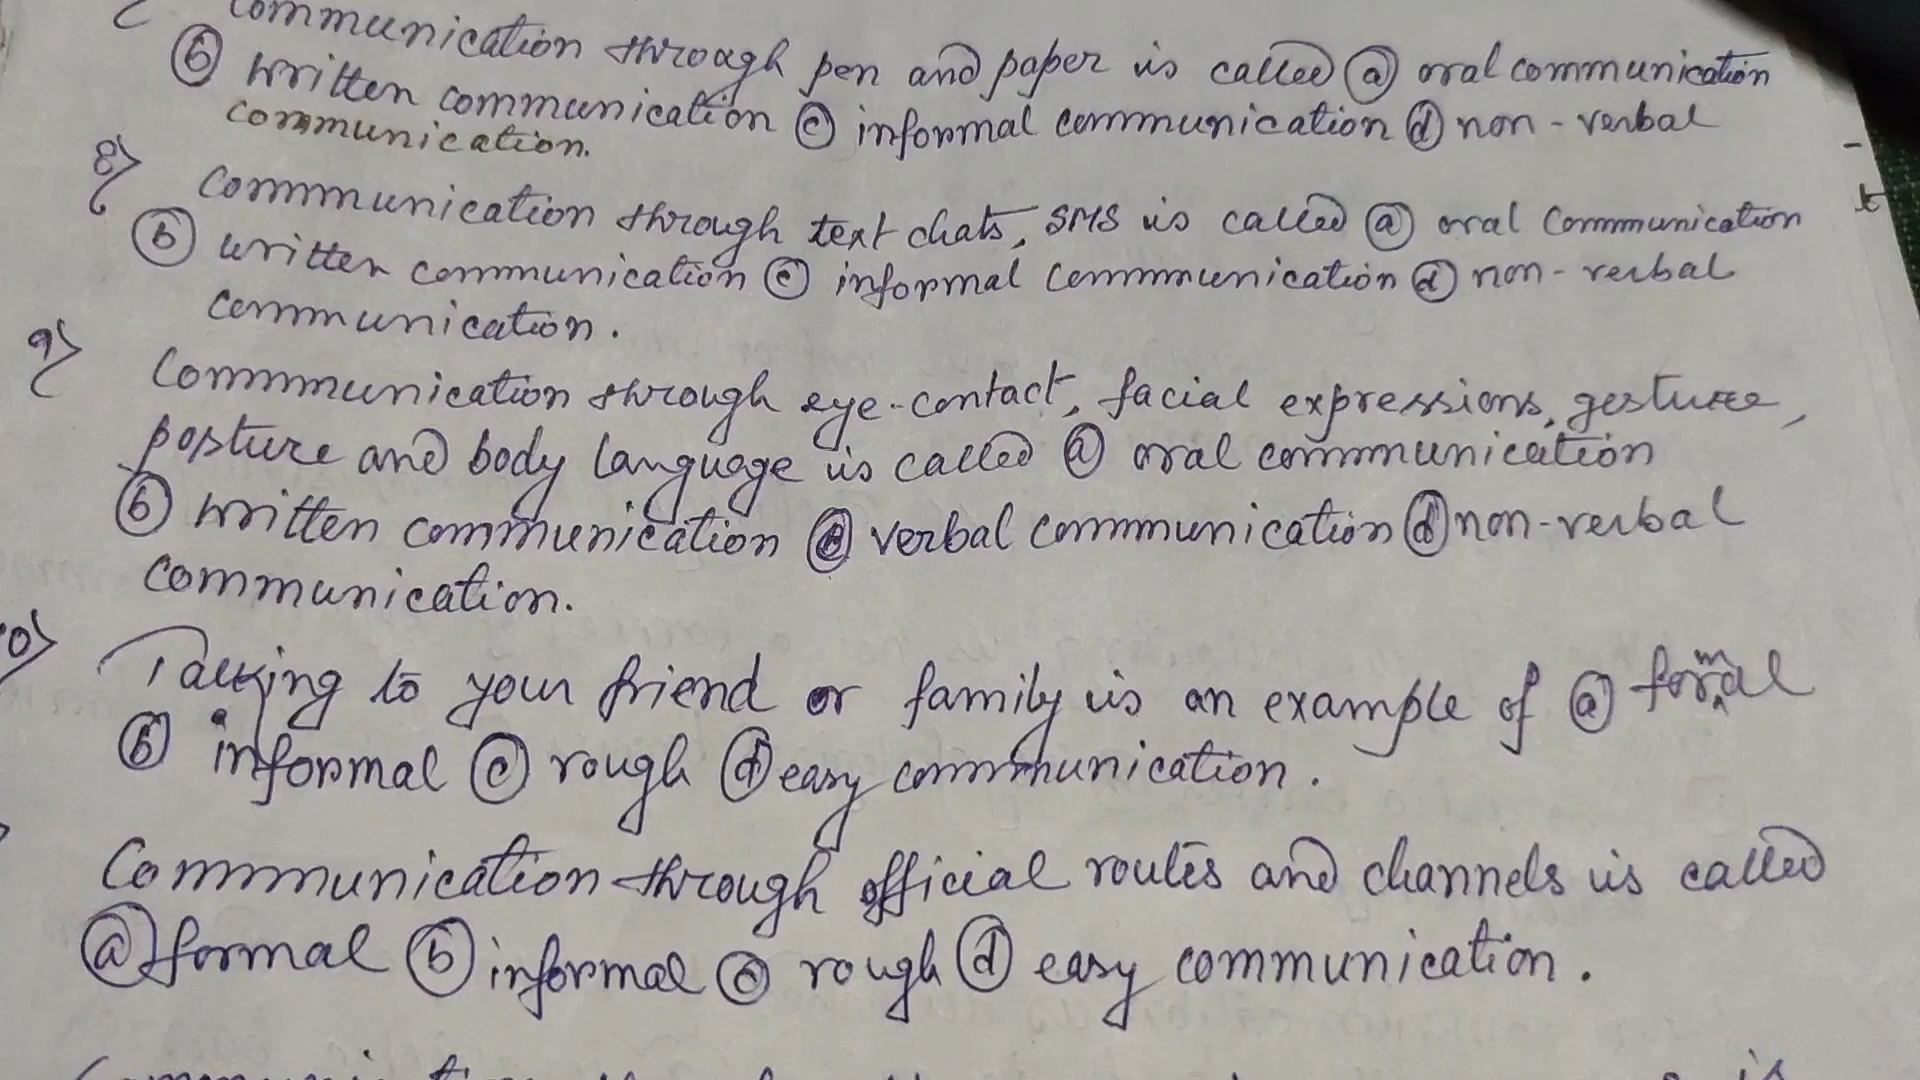 Communication through pen and paper is called (a) oral communication
(b) written communication (c) informal communication (d) non-verbal
communication.
8) Communication through text chats, SMS is called (a) oral Communication
(b) written communication (c) informal communication (d) non-verbal
communication.
9) Communication through eye-contact, facial expressions, gesture,
posture and body language is called (a) oral communication
(b) written communication (c) verbal communication (d) non-verbal
communication.
0) Talking to your friend or family is an example of (a) formal
(b) informal (c) rough (d) easy communication.
Communication through official routes and channels is called
(a) formal (b) informal (c) rough (d) easy communication.